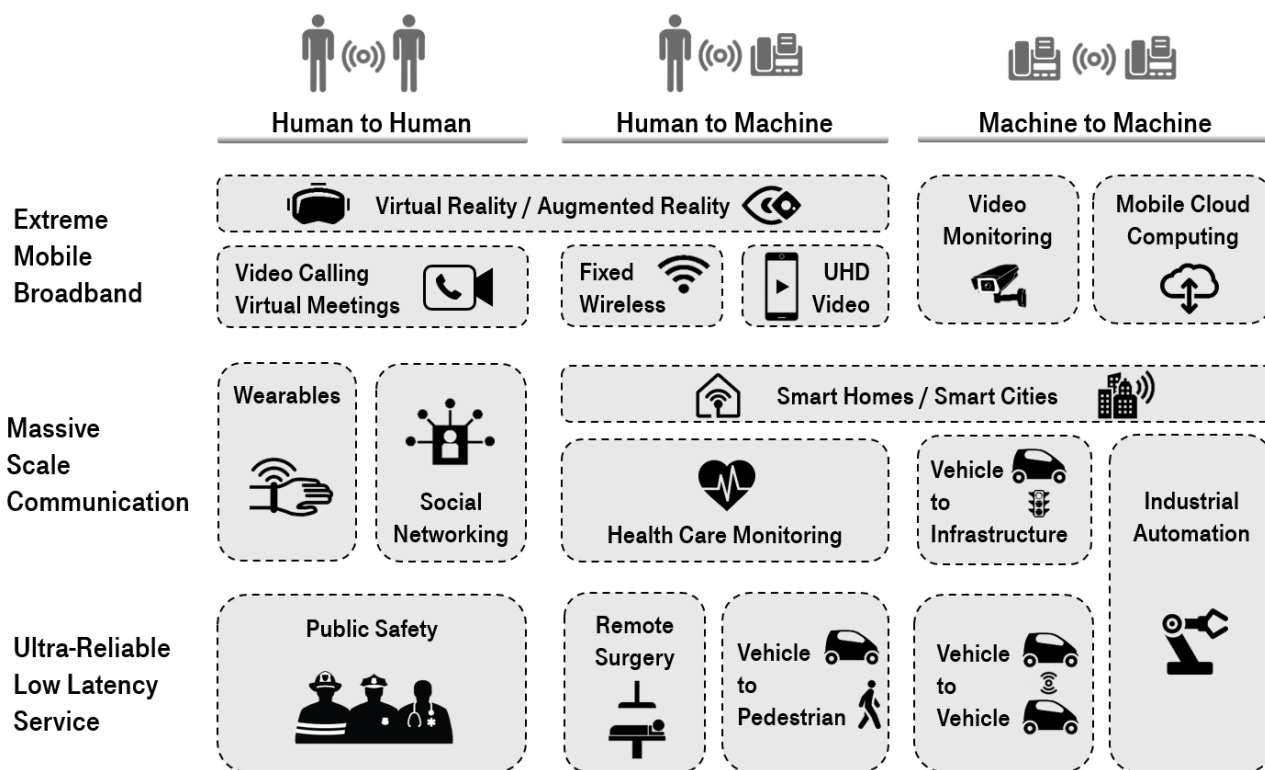 Human to Human
Human to Machine
Machine to Machine
Extreme
Mobile
Broadband
Virtual Reality / Augmented Reality
Video
Monitoring
Mobile Cloud
Computing
Video Calling
Virtual Meetings
Fixed
Wireless
UHD
Video
Massive
Scale
Communication
Wearables
Social
Networking
Smart Homes / Smart Cities
Health Care Monitoring
Vehicle
to
Infrastructure
Industrial
Automation
Ultra-Reliable
Low Latency
Service
Public Safety
Remote
Surgery
Vehicle
to
Pedestrian
Vehicle
to
Vehicle